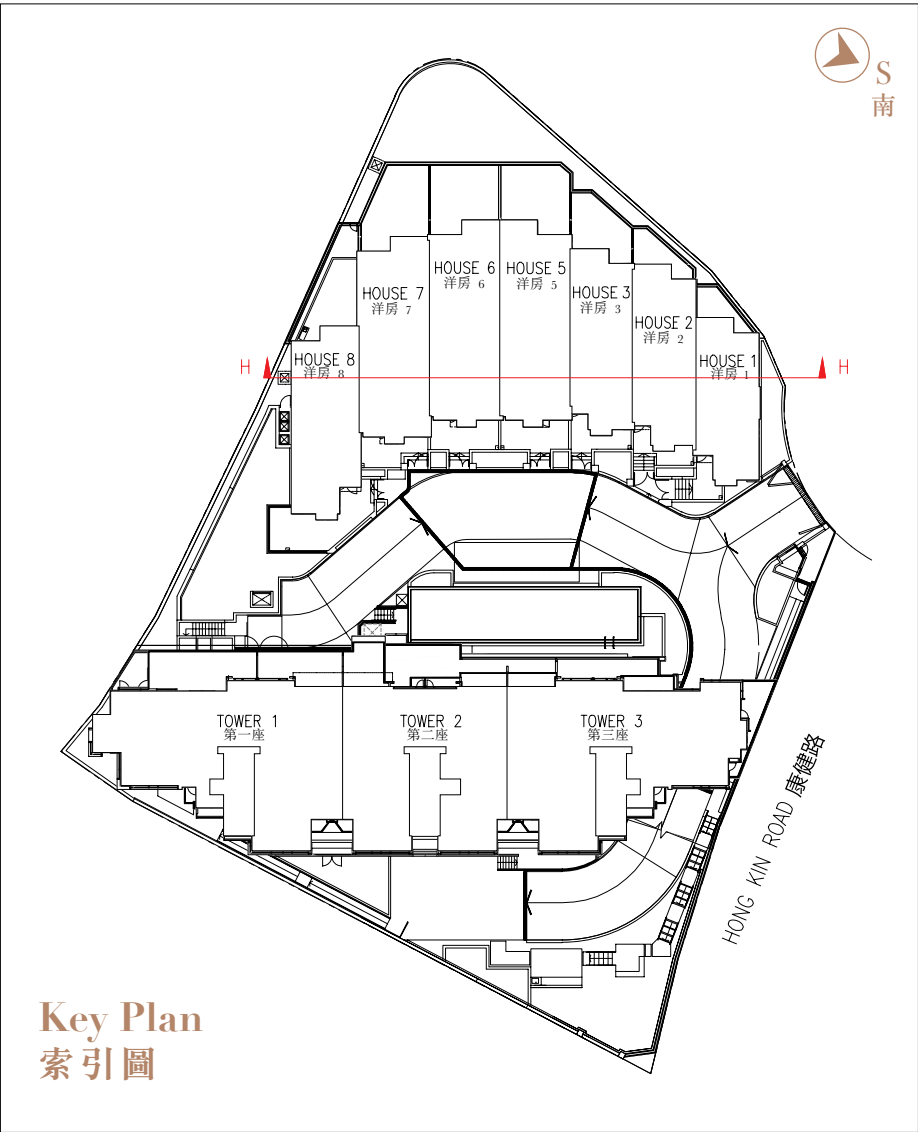 S
南
HOUSE 6
洋房 6
HOUSE 5
洋房 5
HOUSE 7
洋房 7
HOUSE 3
洋房 3
HOUSE 2
洋房 2
HOUSE 8
洋房 8
HOUSE 1
洋房 1
H
H
TOWER 1
第一座
TOWER 2
第二座
TOWER 3
第三座
HONG KIN ROAD 康健路
Key Plan
索引圖